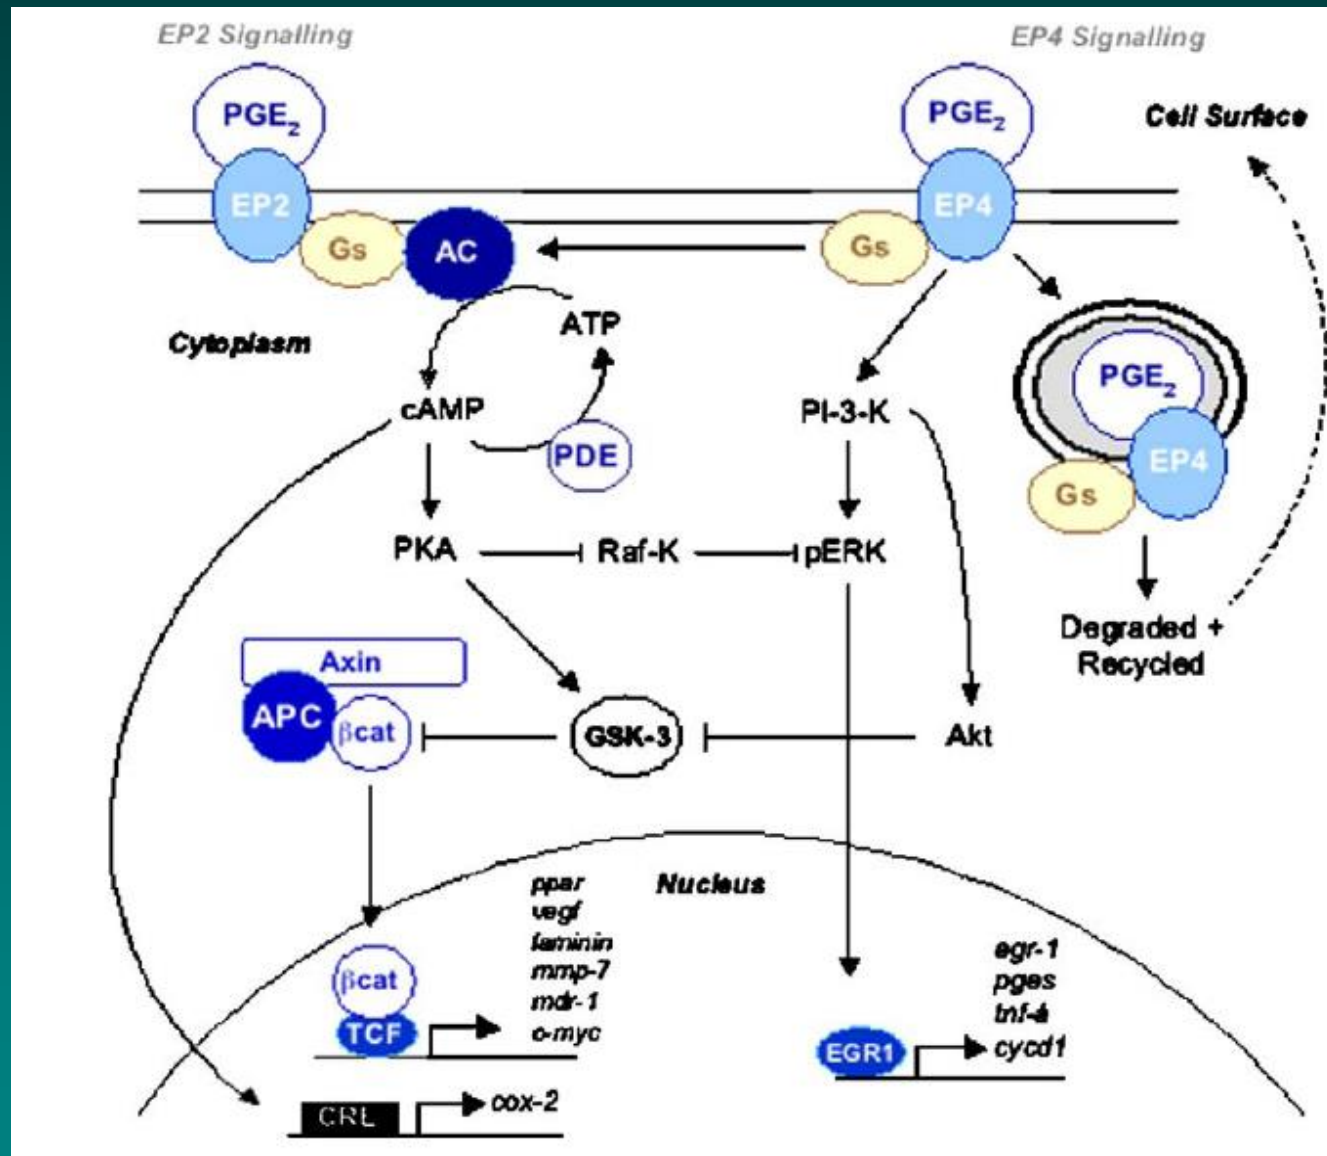 EP2 Signalling
EP4 Signalling
PGE2
PGE2
Cell Surface
EP2
EP4
Gs
AC
Gs
ATP
Cytoplasm
PGE2
cAMP
PI-3-K
PDE
EP4
Gs
PKA
Raf-K
pERK
Degraded +
Recycled
Axin
APC
βcat
GSK-3
Akt
Nucleus
ppar
vegf
laminin
mmp-7
mdr-1
c-myc
βcat
TCF
egr-1
pges
tnf-á
cycd1
EGR1
CRE
cox-2